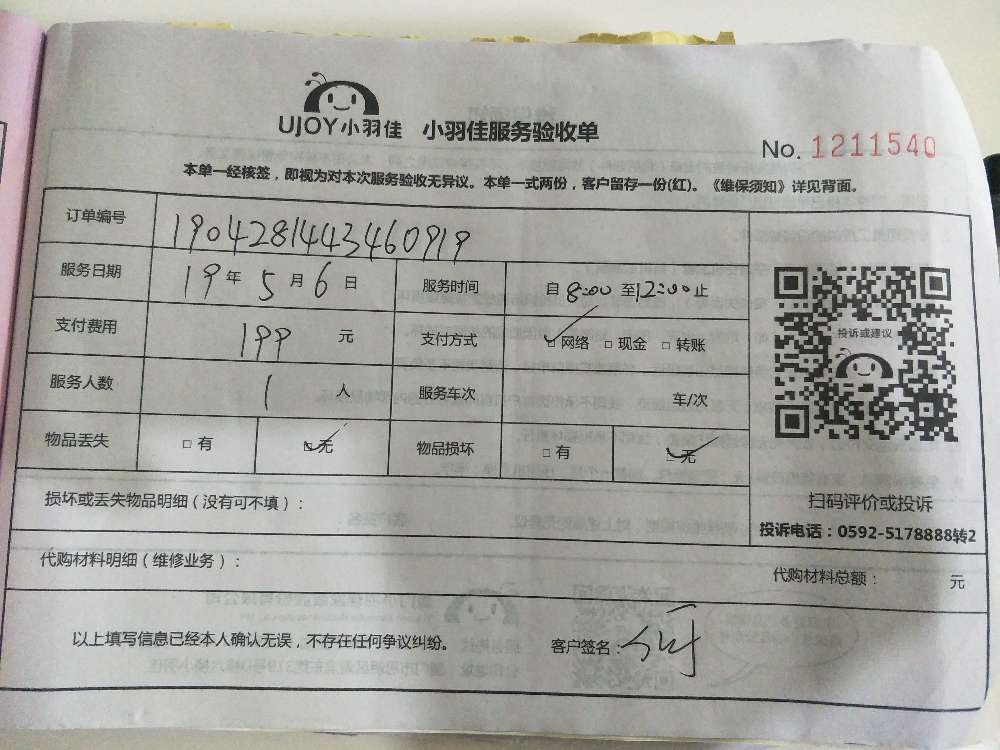 UJOY小羽佳 小羽佳服务验收单
No. 1211540
本单一经核签，即视为对本次服务验收无异议。本单一式两份，客户留存一份(红)。《维保须知》详见背面。
订单编号 1904281443460919
服务日期 19年5月6日 服务时间 自8:00至12:00止
支付费用 199 元 支付方式 ☑网络 □现金 □转账
投诉或建议
服务人数 1 人 服务车次 车/次
物品丢失 □有 ☑无 物品损坏 □有 ☑无
损坏或丢失物品明细（没有可不填）：
扫码评价或投诉
投诉电话：0592-5178888转2
代购材料明细（维修业务）： 代购材料总额： 元
以上填写信息已经本人确认无误，不存在任何争议纠纷。 客户签名：